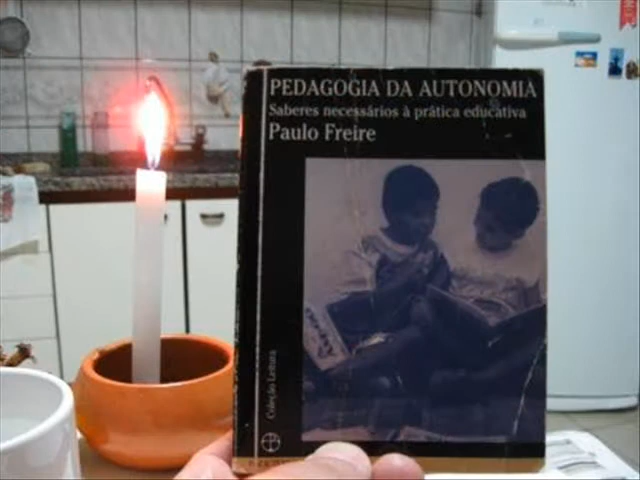 PEDAGOGIA DA AUTONOMIA
Saberes necessários à prática educativa
Paulo Freire
Coleção Leitura